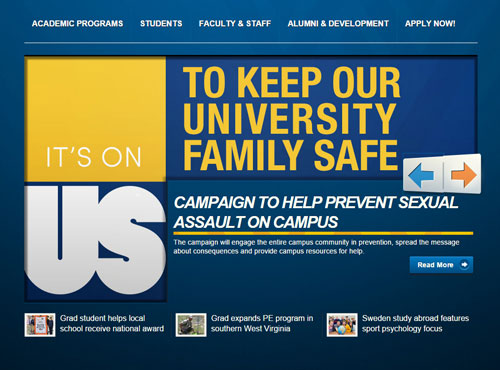 ACADEMIC PROGRAMS STUDENTS FACULTY & STAFF ALUMNI & DEVELOPMENT APPLY NOW!
TO KEEP OUR
UNIVERSITY
FAMILY SAFE
IT'S ON
US
CAMPAIGN TO HELP PREVENT SEXUAL
ASSAULT ON CAMPUS
The campaign will engage the entire campus community in prevention, spread the message
about consequences and provide campus resources for help.
Read More
Grad student helps local
school receive national award
Grad expands PE program in
southern West Virginia
Sweden study abroad features
sport psychology focus